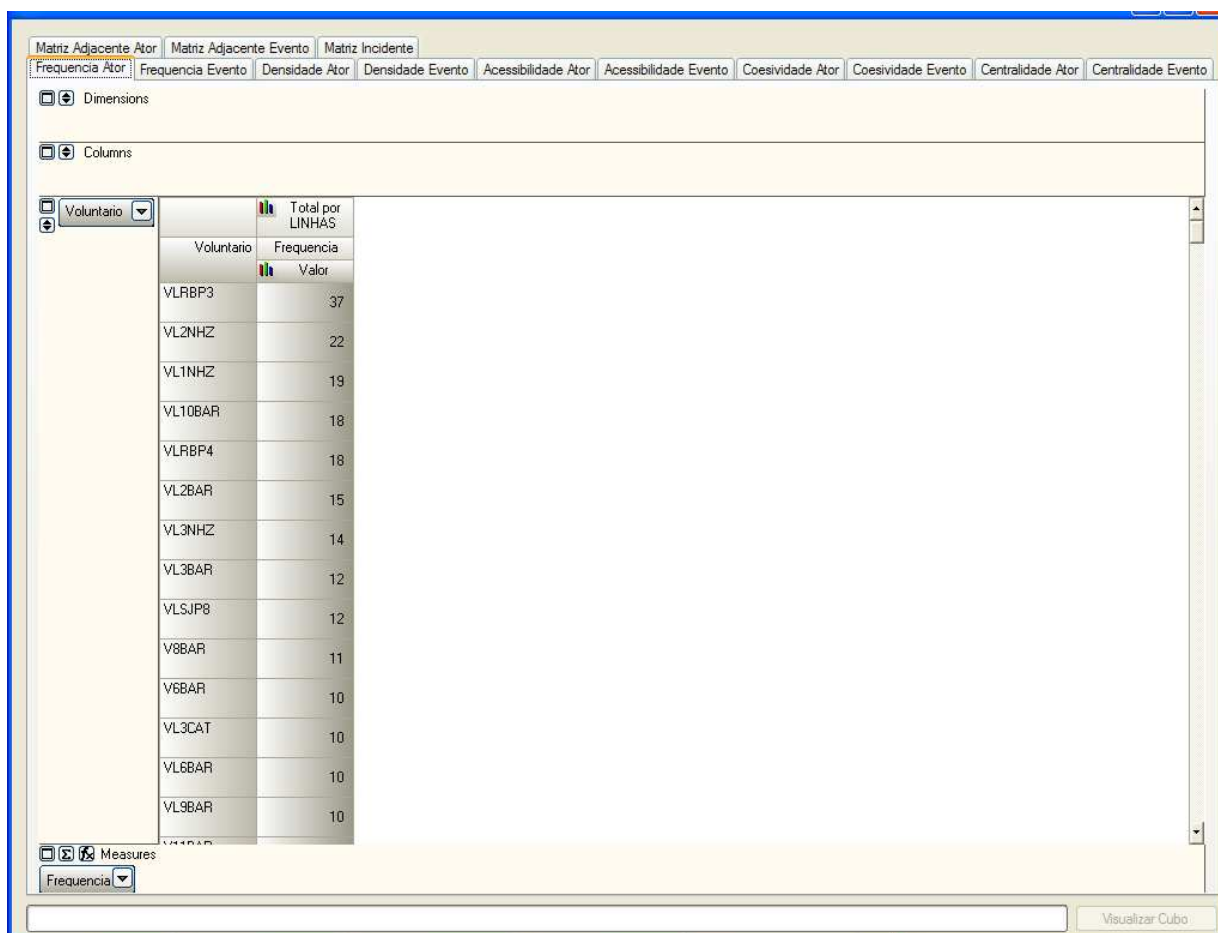 Matriz Adjacente Ator Matriz Adjacente Evento Matriz Incidente
Frequencia Ator Frequencia Evento Densidade Ator Densidade Evento Acessibilidade Ator Acessibilidade Evento Coesividade Ator Coesividade Evento Centralidade Ator Centralidade Evento
Dimensions
Columns
Voluntario
Total por
LINHAS
Voluntario Frequencia
Valor
VLRBP3 37
VL2NHZ 22
VL1NHZ 19
VL10BAR 18
VLRBP4 18
VL2BAR 15
VL3NHZ 14
VL3BAR 12
VLSJP8 12
V8BAR 11
V6BAR 10
VL3CAT 10
VL6BAR 10
VL9BAR 10
Measures
Frequencia
Visualizar Cubo